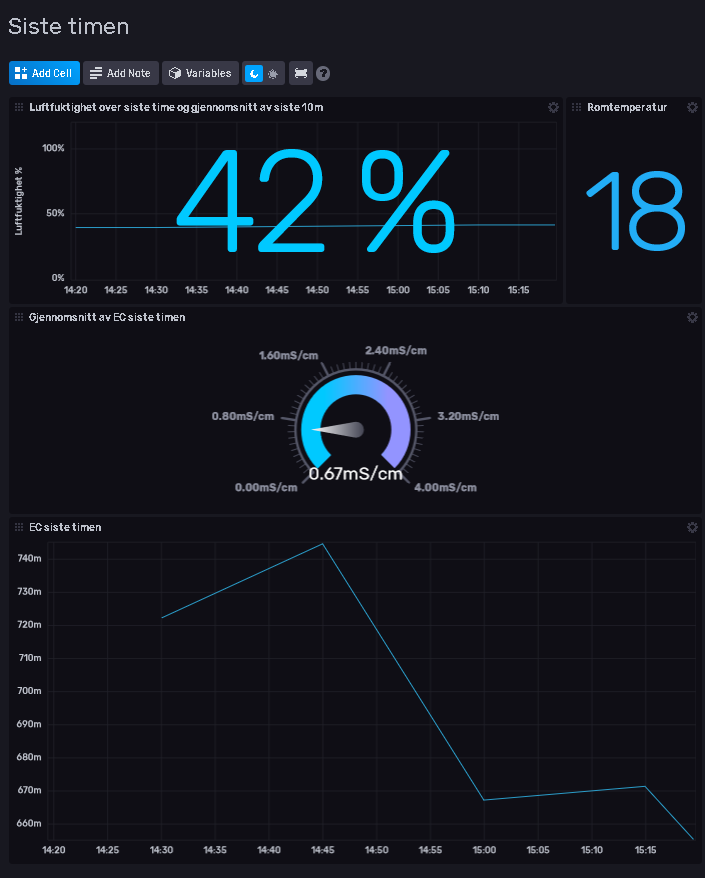 Siste timen
Add Cell Add Note Variables ?
Luftfuktighet over siste time og gjennomsnitt av siste 10m
Luftfuktighet %
100%
50%
0%
42 %
14:20 14:25 14:30 14:35 14:40 14:45 14:50 14:55 15:00 15:05 15:10 15:15
Romtemperatur
18
Gjennomsnitt av EC siste timen
1.60mS/cm 2.40mS/cm
0.80mS/cm 3.20mS/cm
0.67mS/cm
0.00mS/cm 4.00mS/cm
EC siste timen
740m
730m
720m
710m
700m
690m
680m
670m
660m
14:20 14:25 14:30 14:35 14:40 14:45 14:50 14:55 15:00 15:05 15:10 15:15